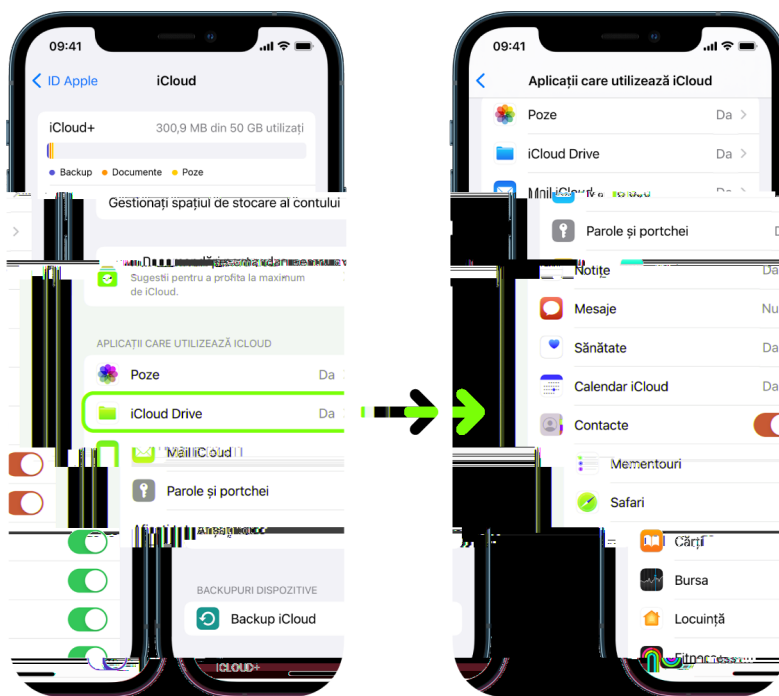 09:41
ID Apple
iCloud
iCloud+
300,9 MB din 50 GB utilizați
Backup
Documente
Poze
Gestionați spațiul de stocare al contului
Sugestii pentru a profita la maximum
de iCloud.
APLICAȚII CARE UTILIZEAZĂ ICLOUD
Poze
Da
iCloud Drive
Da
Mail iCloud
Parole și portchei
BACKUPURI DISPOZITIVE
Backup iCloud
ICLOUD+
09:41
Aplicații care utilizează iCloud
Poze
Da
iCloud Drive
Da
Parole și portchei
Notițe
Da
Mesaje
Nu
Sănătate
Da
Calendar iCloud
Da
Contacte
Mementouri
Safari
Cărți
Bursa
Locuință